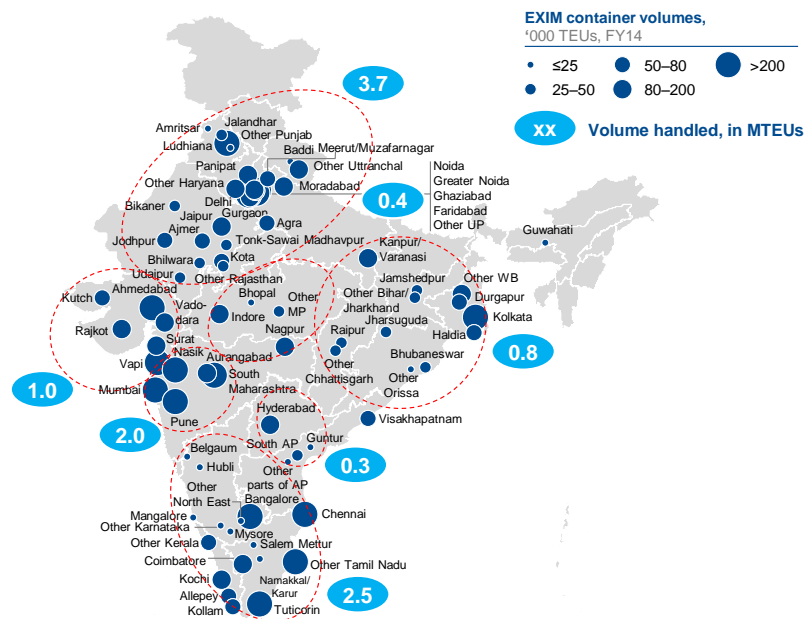 EXIM container volumes,
‘000 TEUs, FY14
≤25
50–80
>200
25–50
80–200
xx
Volume handled, in MTEUs
3.7
Amritsar
Jalandhar
Other Punjab
Ludhiana
Baddi
Meerut/Muzafarnagar
Panipat
Other Uttranchal
Other Haryana
Moradabad
Delhi
0.4
Noida
Greater Noida
Ghaziabad
Faridabad
Other UP
Bikaner
Gurgaon
Jaipur
Agra
Ajmer
Jodhpur
Tonk-Sawai Madhavpur
Kanpur/
Varanasi
Guwahati
Bhilwara
Kota
Udaipur
Other Rajasthan
Jamshedpur
Other WB
Ahmedabad
Bhopal
Other
MP
Other Bihar/
Jharkhand
Durgapur
Kutch
Vado-
dara
Indore
Kolkata
Rajkot
Nagpur
Raipur
Jharsuguda
Haldia
Surat
Nasik
Aurangabad
Bhubaneswar
0.8
Vapi
South
Maharashtra
Other
Chhattisgarh
Other
Orissa
1.0
Mumbai
Pune
Hyderabad
Visakhapatnam
2.0
South AP
Guntur
Belgaum
Hubli
Other
parts of AP
0.3
Other
North East
Bangalore
Mangalore
Chennai
Other Karnataka
Mysore
Other Kerala
Salem Mettur
Coimbatore
Other Tamil Nadu
Kochi
Namakkal/
Karur
2.5
Allepey
Kollam
Tuticorin